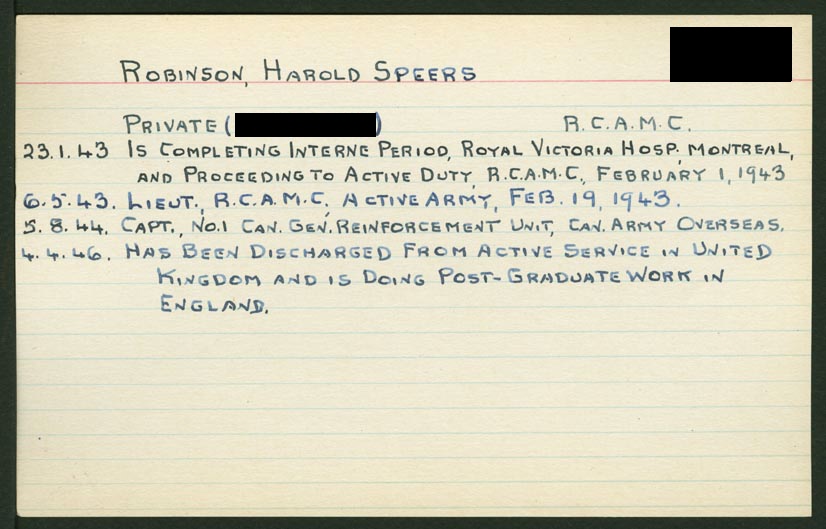 ROBINSON, HAROLD SPEERS
PRIVATE ( ) R.C.A.M.C.
23.1.43 IS COMPLETING INTERNE PERIOD, ROYAL VICTORIA HOSP. MONTREAL,
AND PROCEEDING TO ACTIVE DUTY, R.C.A.M.C., FEBRUARY 1, 1943
6.5.43. LIEUT., R.C.A.M.C. ACTIVE ARMY, FEB. 19, 1943.
5.8.44. CAPT., NO.1 CAN. GEN. REINFORCEMENT UNIT, CAN. ARMY OVERSEAS.
4.4.46. HAS BEEN DISCHARGED FROM ACTIVE SERVICE IN UNITED
KINGDOM AND IS DOING POST-GRADUATE WORK IN
ENGLAND.